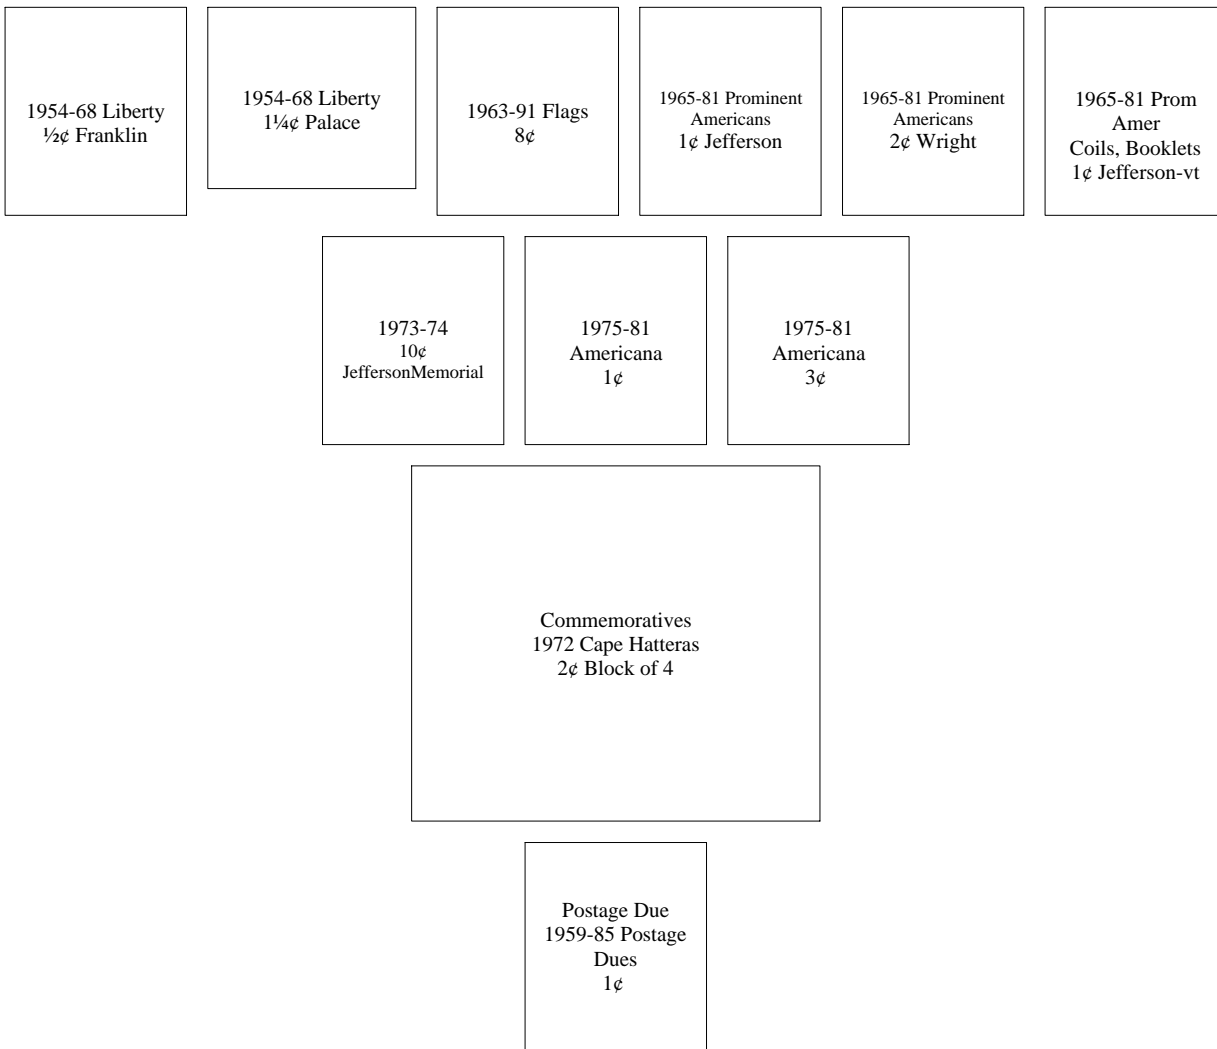 1954-68 Liberty
½¢ Franklin
1954-68 Liberty
1¼¢ Palace
1963-91 Flags
8¢
1965-81 Prominent
Americans
1¢ Jefferson
1965-81 Prominent
Americans
2¢ Wright
1965-81 Prom
Amer
Coils, Booklets
1¢ Jefferson-vt
1973-74
10¢
JeffersonMemorial
1975-81
Americana
1¢
1975-81
Americana
3¢
Commemoratives
1972 Cape Hatteras
2¢ Block of 4
Postage Due
1959-85 Postage
Dues
1¢